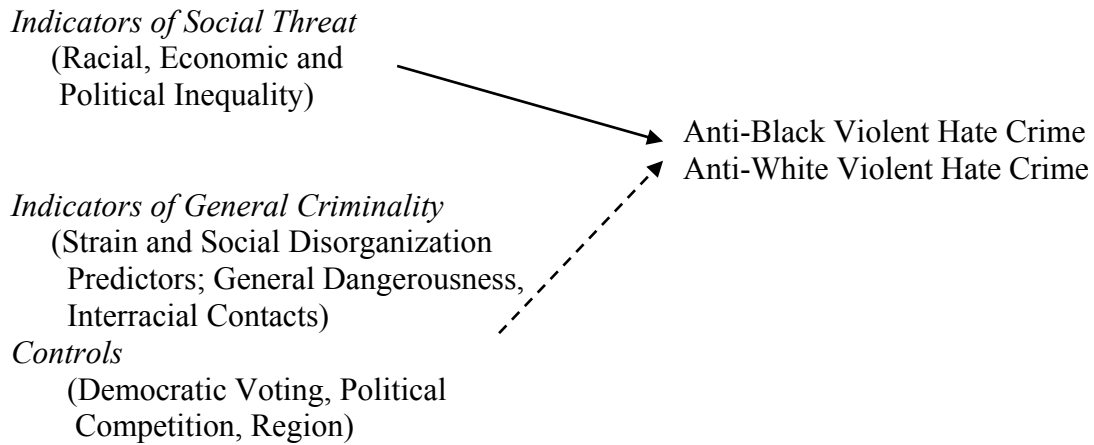 Indicators of Social Threat
(Racial, Economic and
Political Inequality)
Anti-Black Violent Hate Crime
Anti-White Violent Hate Crime
Indicators of General Criminality
(Strain and Social Disorganization
Predictors; General Dangerousness,
Interracial Contacts)
Controls
(Democratic Voting, Political
Competition, Region)